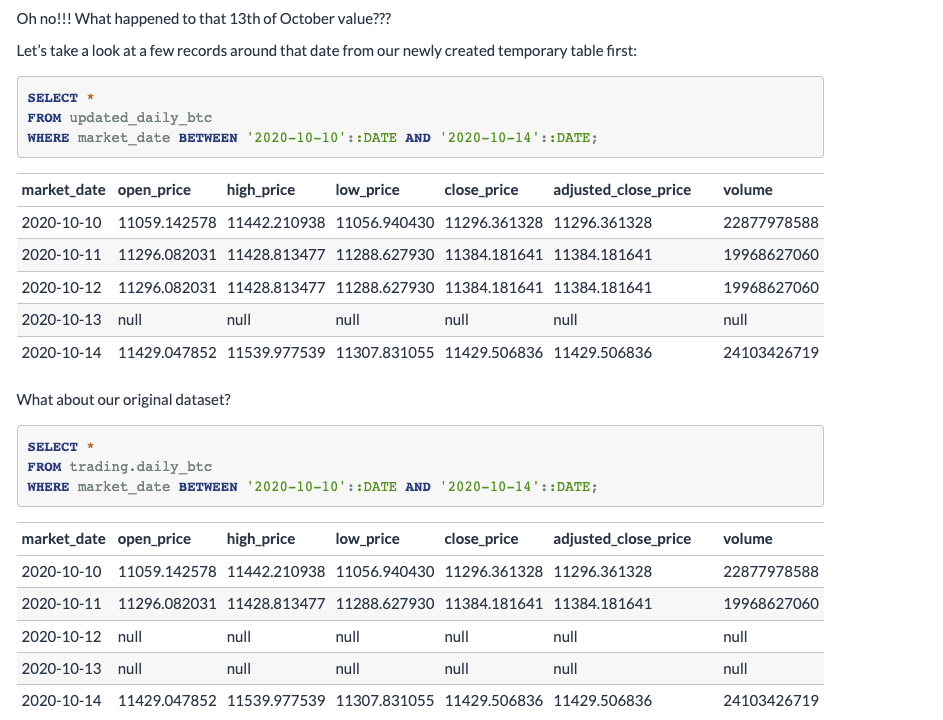 Oh no!!! What happened to that 13th of October value???
Let’s take a look at a few records around that date from our newly created temporary table first:
SELECT *
FROM updated_daily_btc
WHERE market_date BETWEEN '2020-10-10'::DATE AND '2020-10-14'::DATE;
market_date open_price high_price low_price close_price adjusted_close_price volume
2020-10-10 11059.142578 11442.210938 11056.940430 11296.361328 11296.361328 22877978588
2020-10-11 11296.082031 11428.813477 11288.627930 11384.181641 11384.181641 19968627060
2020-10-12 11296.082031 11428.813477 11288.627930 11384.181641 11384.181641 19968627060
2020-10-13 null null null null null null
2020-10-14 11429.047852 11539.977539 11307.831055 11429.506836 11429.506836 24103426719
What about our original dataset?
SELECT *
FROM trading.daily_btc
WHERE market_date BETWEEN '2020-10-10'::DATE AND '2020-10-14'::DATE;
market_date open_price high_price low_price close_price adjusted_close_price volume
2020-10-10 11059.142578 11442.210938 11056.940430 11296.361328 11296.361328 22877978588
2020-10-11 11296.082031 11428.813477 11288.627930 11384.181641 11384.181641 19968627060
2020-10-12 null null null null null null
2020-10-13 null null null null null null
2020-10-14 11429.047852 11539.977539 11307.831055 11429.506836 11429.506836 24103426719